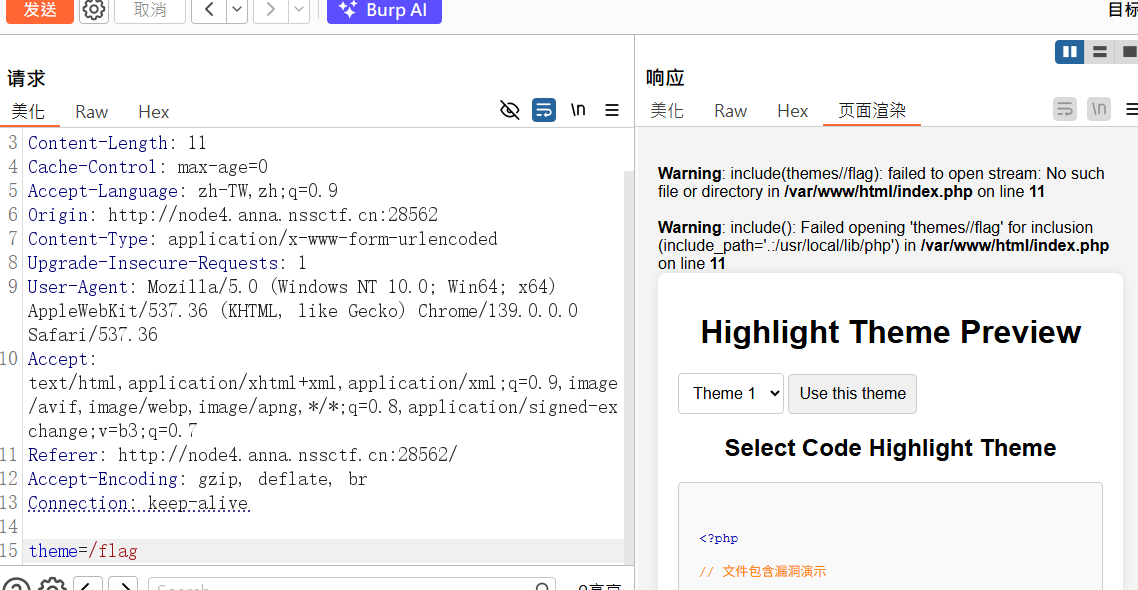 发送 取消 Burp AI 目标
请求
美化 Raw Hex \n
3 Content-Length: 11
4 Cache-Control: max-age=0
5 Accept-Language: zh-TW,zh;q=0.9
6 Origin: http://node4.anna.nssctf.cn:28562
7 Content-Type: application/x-www-form-urlencoded
8 Upgrade-Insecure-Requests: 1
9 User-Agent: Mozilla/5.0 (Windows NT 10.0; Win64; x64)
AppleWebKit/537.36 (KHTML, like Gecko) Chrome/139.0.0.0
Safari/537.36
10 Accept:
text/html,application/xhtml+xml,application/xml;q=0.9,image
/avif,image/webp,image/apng,*/*;q=0.8,application/signed-ex
change;v=b3;q=0.7
11 Referer: http://node4.anna.nssctf.cn:28562/
12 Accept-Encoding: gzip, deflate, br
13 Connection: keep-alive
14
15 theme=/flag
Search
响应
美化 Raw Hex 页面渲染 \n
Warning: include(themes//flag): failed to open stream: No such
file or directory in /var/www/html/index.php on line 11
Warning: include(): Failed opening 'themes//flag' for inclusion
(include_path='.:/usr/local/lib/php') in /var/www/html/index.php
on line 11
Highlight Theme Preview
Theme 1 Use this theme
Select Code Highlight Theme
<?php
// 文件包含漏洞演示